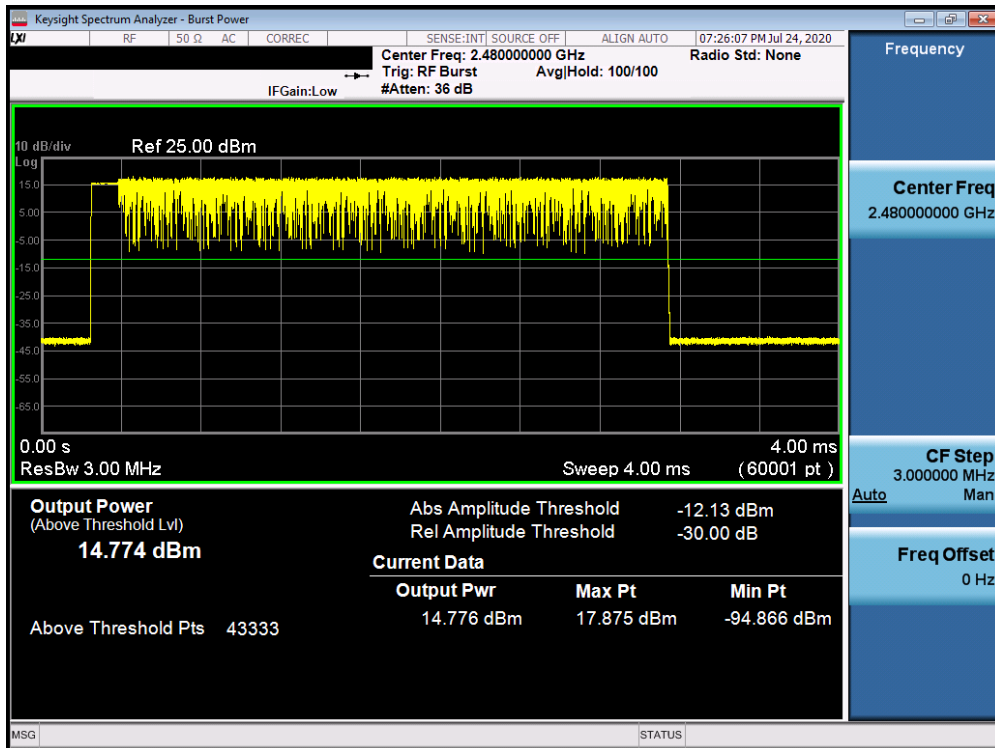 Keysight Spectrum Analyzer - Burst Power
LXI RF 50 Ω AC CORREC SENSE:INT SOURCE OFF ALIGN AUTO 07:26:07 PM Jul 24, 2020
Center Freq: 2.480000000 GHz Radio Std: None
Trig: RF Burst Avg|Hold: 100/100
IFGain:Low #Atten: 36 dB
Frequency
10 dB/div Ref 25.00 dBm
Log
15.0
5.00
-5.00
-15.0
-25.0
-35.0
-45.0
-55.0
-65.0
0.00 s 4.00 ms
ResBw 3.00 MHz Sweep 4.00 ms (60001 pt)
Center Freq
2.480000000 GHz
CF Step
3.000000 MHz
Auto Man
Freq Offset
0 Hz
Output Power
(Above Threshold Lvl)
14.774 dBm
Above Threshold Pts 43333
Abs Amplitude Threshold -12.13 dBm
Rel Amplitude Threshold -30.00 dB
Current Data
Output Pwr Max Pt Min Pt
14.776 dBm 17.875 dBm -94.866 dBm
MSG STATUS